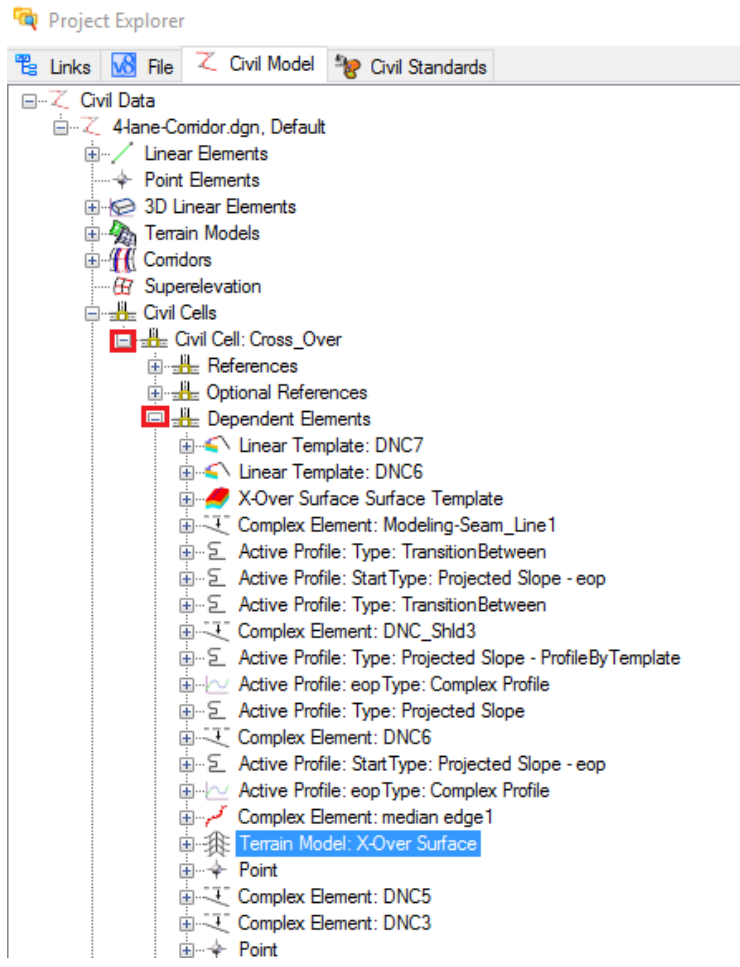 Project Explorer
Links V8 File Civil Model Civil Standards
Civil Data
4-lane-Corridor.dgn, Default
Linear Elements
Point Elements
3D Linear Elements
Terrain Models
Corridors
Superelevation
Civil Cells
Civil Cell: Cross_Over
References
Optional References
Dependent Elements
Linear Template: DNC7
Linear Template: DNC6
X-Over Surface Surface Template
Complex Element: Modeling-Seam_Line1
Active Profile: Type: TransitionBetween
Active Profile: StartType: Projected Slope - eop
Active Profile: Type: TransitionBetween
Complex Element: DNC_Shld3
Active Profile: Type: Projected Slope - ProfileByTemplate
Active Profile: eop Type: Complex Profile
Active Profile: Type: Projected Slope
Complex Element: DNC6
Active Profile: StartType: Projected Slope - eop
Active Profile: eop Type: Complex Profile
Complex Element: median edge1
Terrain Model: X-Over Surface
Point
Complex Element: DNC5
Complex Element: DNC3
Point